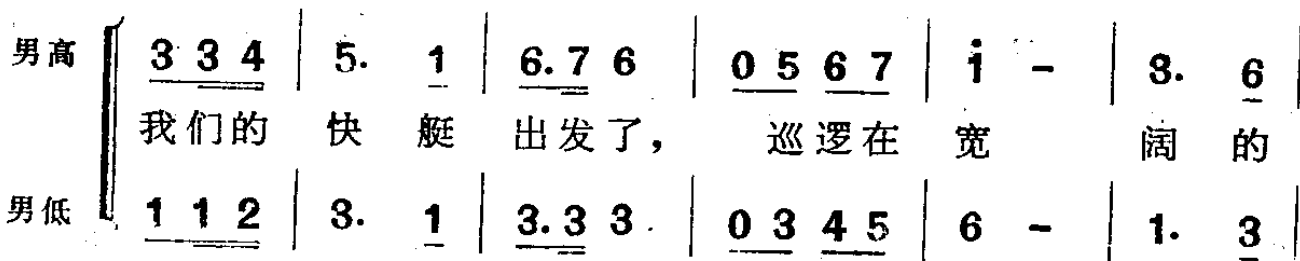 男高 3 3 4 | 5. 1 | 6. 7 6 | 0 5 6 7 | i - | 3. 6 |
我们的 快 艇 出发了， 巡逻在 宽 阔 的
男低 1 1 2 | 3. 1 | 3. 3 3 | 0 3 4 5 | 6 - | 1. 3 |